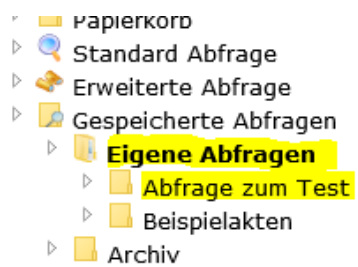 Papierkorb
Standard Abfrage
Erweiterte Abfrage
Gespeicherte Abfragen
Eigene Abfragen
Abfrage zum Test
Beispielakten
Archiv